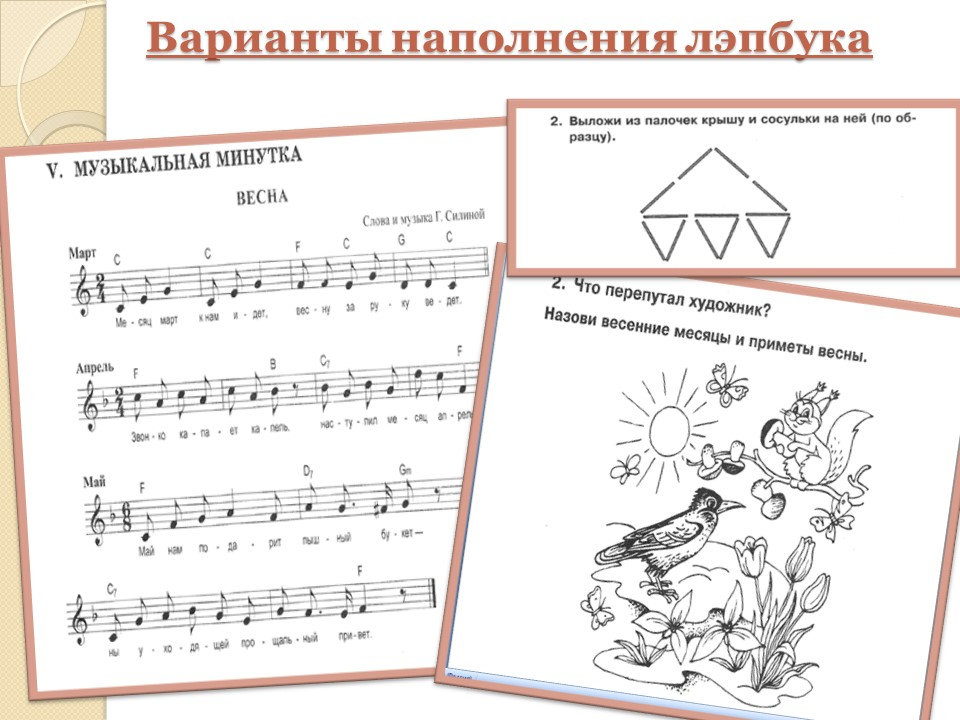 Варианты наполнения лэпбука
V. МУЗЫКАЛЬНАЯ МИНУТКА
ВЕСНА
Слова и музыка Г. Силиной
Март
C C F C G C
Ме - сяц март к нам и - дет, вес - ну за ру - ку ве - дет.
Апрель
F B C7 F
Звон - ко ка - па - ет ка - пель. нас - ту - пил ме - сяц ап - рель
Май
F D7 Gm
Май нам по - да - рит пыш - ный бу - кет —
C7 F
ны у - хо - дя - щей про - щаль - ный при - вет.
2. Выложи из палочек крышу и сосульки на ней (по об-
разцу).
2. Что перепутал художник?
Назови весенние месяцы и приметы весны.